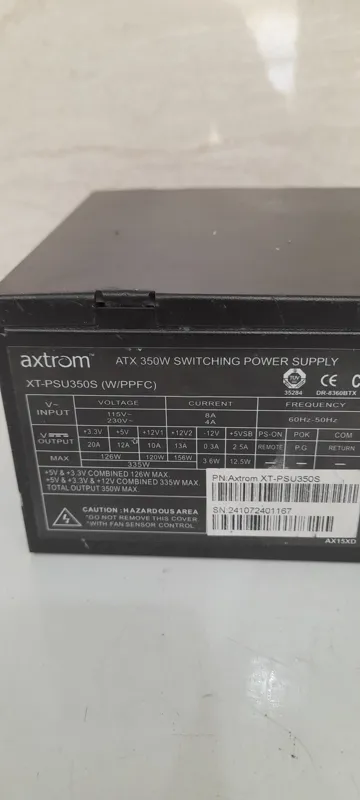 axtrom™ ATX 350W SWITCHING POWER SUPPLY
XT-PSU350S (W/PPFC)
35284 CE DR-8360BTX
V~ INPUT VOLTAGE CURRENT FREQUENCY
115V~ 8A 60Hz-50Hz
230V~ 4A
V OUTPUT +3.3V +5V +12V1 +12V2 -12V +5VSB PS-ON POK COM
20A 12A 10A 13A 0.3A 2.5A REMOTE P.G RETURN
MAX 126W 120W 156W 3.6W 12.5W — — —
335W
+5V & +3.3V COMBINED 126W MAX.
+5V & +3.3V & +12V COMBINED 335W MAX.
TOTAL OUTPUT 350W MAX
CAUTION : HAZARDOUS AREA
*DO NOT REMOVE THIS COVER.
*WITH FAN SENSOR CONTROL.
PN:Axtrom XT-PSU350S
SN:241072401167
AX15XD